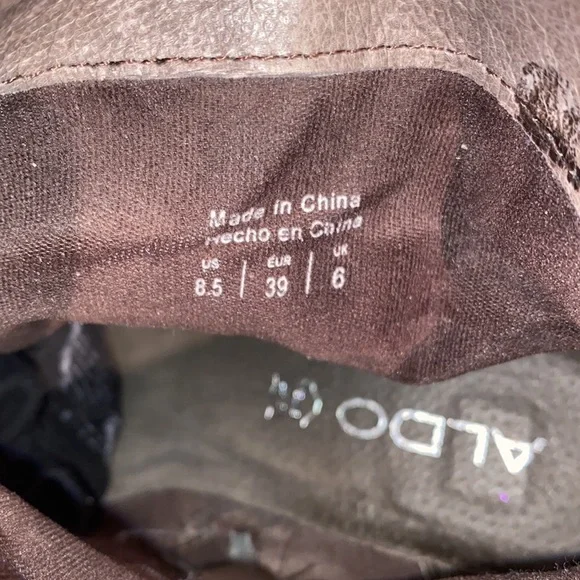 Made in China
Hecho en China
US EUR UK
8.5 / 39 / 6
ALDO